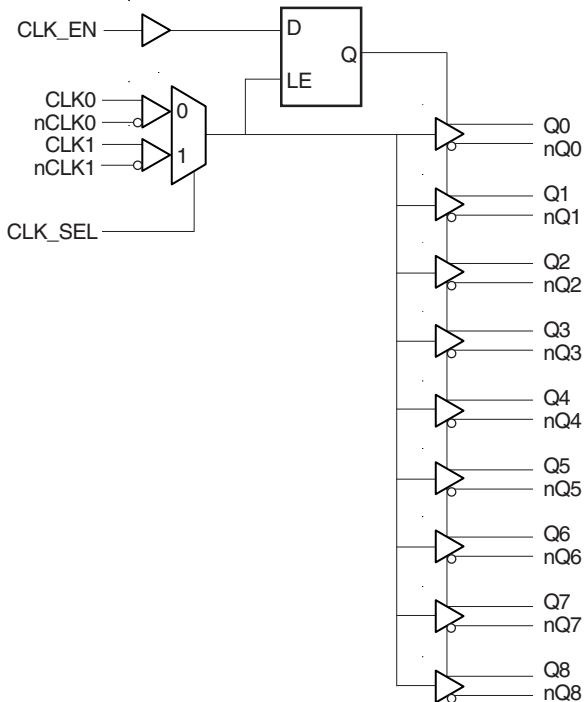 CLK_EN
D
Q
LE
CLK0
nCLK0
0
CLK1
nCLK1
1
CLK_SEL
Q0
nQ0
Q1
nQ1
Q2
nQ2
Q3
nQ3
Q4
nQ4
Q5
nQ5
Q6
nQ6
Q7
nQ7
Q8
nQ8